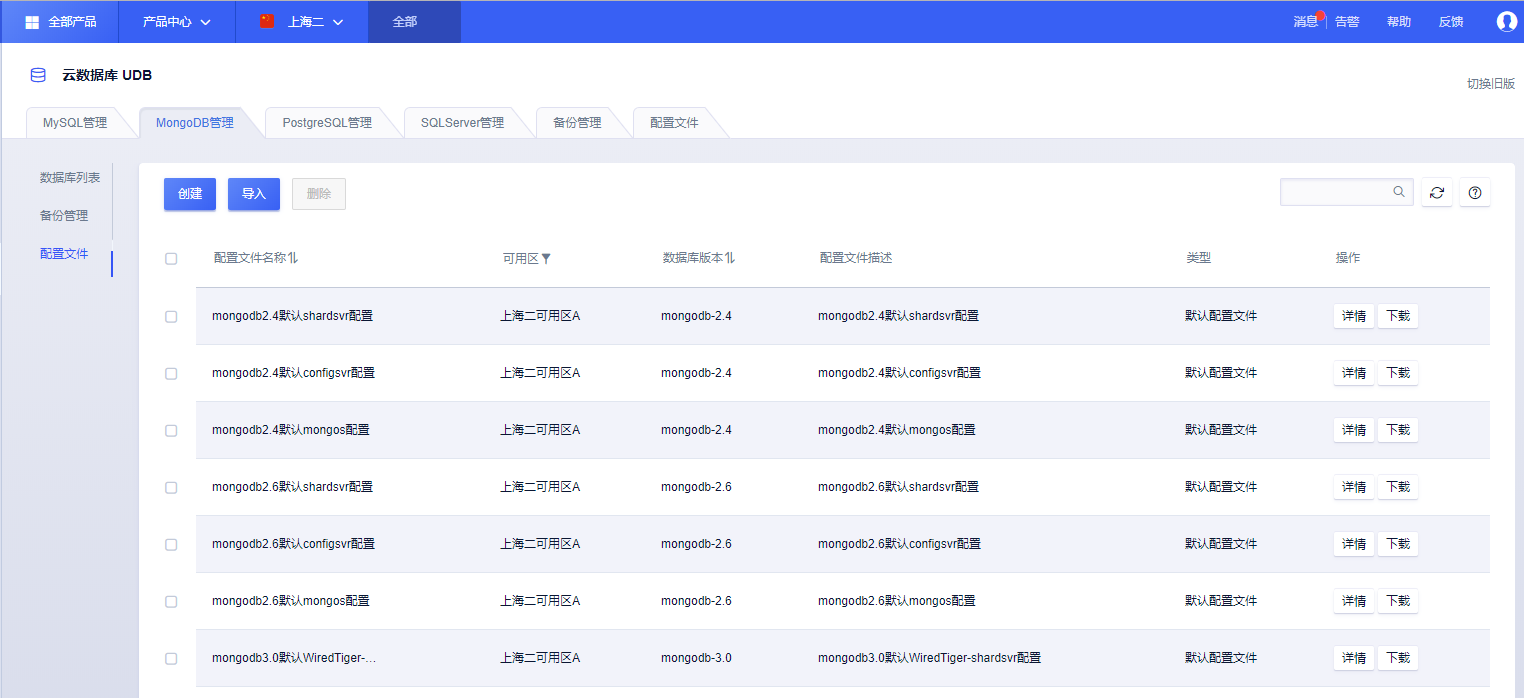 全部产品 产品中心 上海二 全部 消息 告警 帮助 反馈
云数据库 UDB
切换旧版
MySQL管理 MongoDB管理 PostgreSQL管理 SQLServer管理 备份管理 配置文件
数据库列表
备份管理
配置文件
创建 导入 删除
配置文件名称 可用区 数据库版本 配置文件描述 类型 操作
mongodb2.4默认shardsvr配置 上海二可用区A mongodb-2.4 mongodb2.4默认shardsvr配置 默认配置文件 详情 下载
mongodb2.4默认configsvr配置 上海二可用区A mongodb-2.4 mongodb2.4默认configsvr配置 默认配置文件 详情 下载
mongodb2.4默认mongos配置 上海二可用区A mongodb-2.4 mongodb2.4默认mongos配置 默认配置文件 详情 下载
mongodb2.6默认shardsvr配置 上海二可用区A mongodb-2.6 mongodb2.6默认shardsvr配置 默认配置文件 详情 下载
mongodb2.6默认configsvr配置 上海二可用区A mongodb-2.6 mongodb2.6默认configsvr配置 默认配置文件 详情 下载
mongodb2.6默认mongos配置 上海二可用区A mongodb-2.6 mongodb2.6默认mongos配置 默认配置文件 详情 下载
mongodb3.0默认WiredTiger-... 上海二可用区A mongodb-3.0 mongodb3.0默认WiredTiger-shardsvr配置 默认配置文件 详情 下载